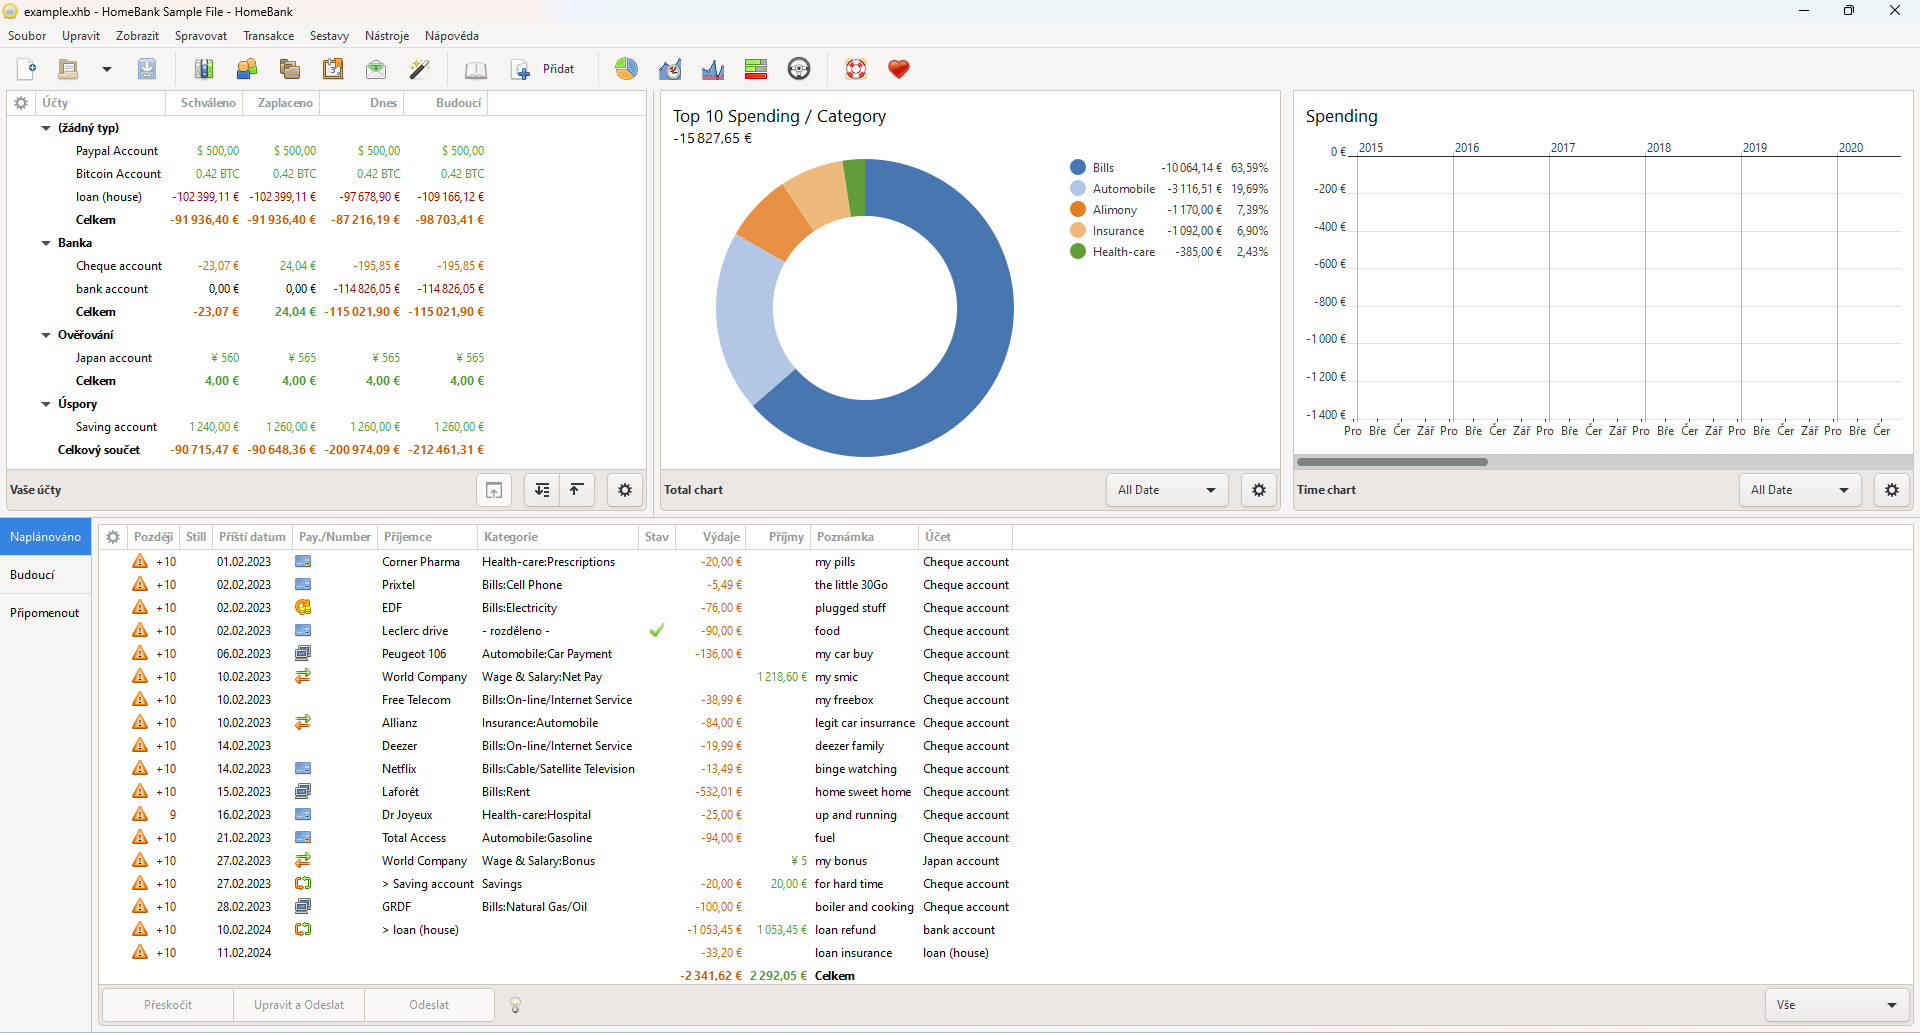 example.xhb - HomeBank Sample File - HomeBank
Soubor Upravit Zobrazit Spravovat Transakce Sestavy Nástroje Nápověda
Přidat
Účty Schváleno Zaplaceno Dnes Budoucí
(žádný typ)
Paypal Account $ 500,00 $ 500,00 $ 500,00 $ 500,00
Bitcoin Account 0.42 BTC 0.42 BTC 0.42 BTC 0.42 BTC
loan (house) -102 399,11 € -102 399,11 € -97 678,90 € -109 166,12 €
Celkem -91 936,40 € -91 936,40 € -87 216,19 € -98 703,41 €
Banka
Cheque account -23,07 € 24,04 € -195,85 € -195,85 €
bank account 0,00 € 0,00 € -114 826,05 € -114 826,05 €
Celkem -23,07 € 24,04 € -115 021,90 € -115 021,90 €
Ověřování
Japan account ¥ 560 ¥ 565 ¥ 565 ¥ 565
Celkem 4,00 € 4,00 € 4,00 € 4,00 €
Úspory
Saving account 1 240,00 € 1 260,00 € 1 260,00 € 1 260,00 €
Celkový součet -90 715,47 € -90 648,36 € -200 974,09 € -212 461,31 €
Vaše účty
Top 10 Spending / Category
-15 827,65 €
Bills -10 064,14 € 63,59%
Automobile -3 116,51 € 19,69%
Alimony -1 170,00 € 7,39%
Insurance -1 092,00 € 6,90%
Health-care -385,00 € 2,43%
Total chart All Date
Spending
2015 2016 2017 2018 2019 2020
0 €
-200 €
-400 €
-600 €
-800 €
-1 000 €
-1 200 €
-1 400 €
Pro Bře Čer Zář Pro Bře Čer Zář Pro Bře Čer Zář Pro Bře Čer Zář Pro Bře Čer Zář Pro Bře Čer
Time chart All Date
Naplánováno
Budoucí
Připomenout
Později Still Příští datum Pay./Number Příjemce Kategorie Stav Výdaje Příjmy Poznámka Účet
+10 01.02.2023 Corner Pharma Health-care:Prescriptions -20,00 € my pills Cheque account
+10 02.02.2023 Prixtel Bills:Cell Phone -5,49 € the little 30Go Cheque account
+10 02.02.2023 EDF Bills:Electricity -76,00 € plugged stuff Cheque account
+10 02.02.2023 Leclerc drive - rozděleno - -90,00 € food Cheque account
+10 06.02.2023 Peugeot 106 Automobile:Car Payment -136,00 € my car buy Cheque account
+10 10.02.2023 World Company Wage & Salary:Net Pay 1 218,60 € my smic Cheque account
+10 10.02.2023 Free Telecom Bills:On-line/Internet Service -38,99 € my freebox Cheque account
+10 10.02.2023 Allianz Insurance:Automobile -84,00 € legit car insurrance Cheque account
+10 14.02.2023 Deezer Bills:On-line/Internet Service -19,99 € deezer family Cheque account
+10 14.02.2023 Netflix Bills:Cable/Satellite Television -13,49 € binge watching Cheque account
+10 15.02.2023 Laforêt Bills:Rent -532,01 € home sweet home Cheque account
9 16.02.2023 Dr Joyeux Health-care:Hospital -25,00 € up and running Cheque account
+10 21.02.2023 Total Access Automobile:Gasoline -94,00 € fuel Cheque account
+10 27.02.2023 World Company Wage & Salary:Bonus ¥ 5 my bonus Japan account
+10 27.02.2023 > Saving account Savings -20,00 € 20,00 € for hard time Cheque account
+10 28.02.2023 GRDF Bills:Natural Gas/Oil -100,00 € boiler and cooking Cheque account
+10 10.02.2024 > loan (house) -1 053,45 € 1 053,45 € loan refund bank account
+10 11.02.2024 -33,20 € loan insurance loan (house)
-2 341,62 € 2 292,05 € Celkem
Přeskočit Upravit a Odeslat Odeslat Vše